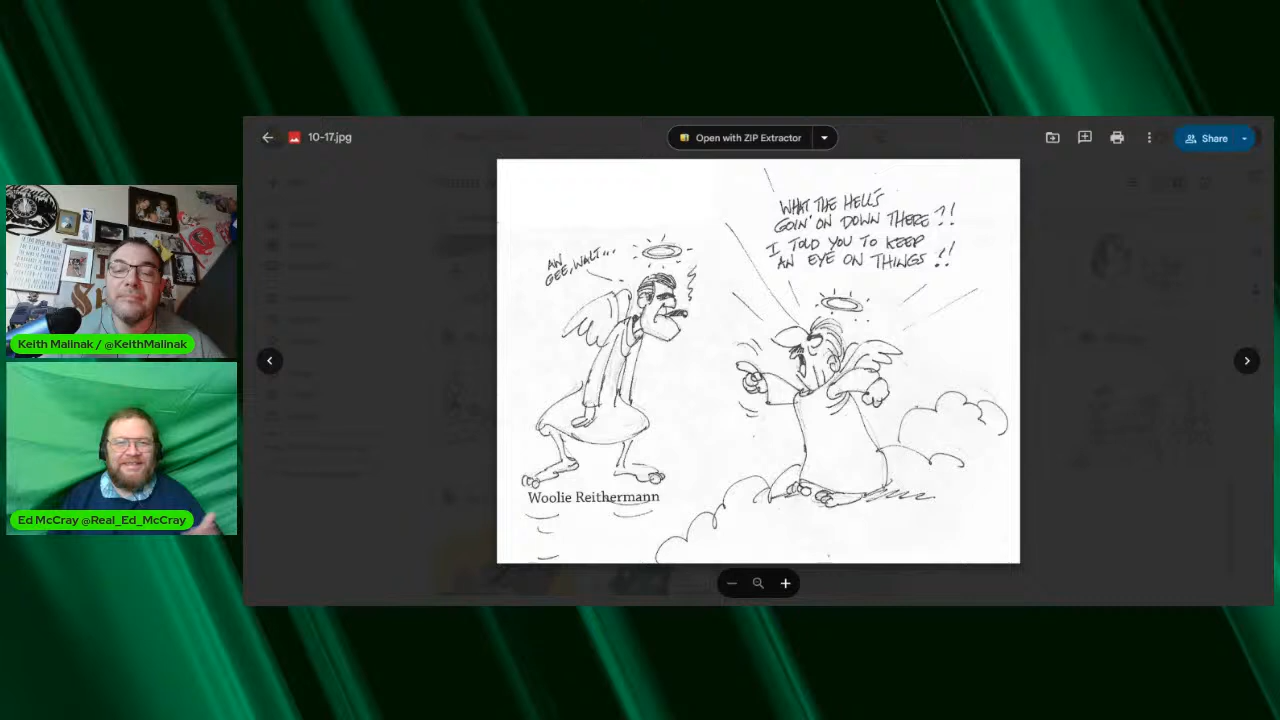 10-17.jpg
Open with ZIP Extractor
Share
WHAT THE HELL'S
GOIN' ON DOWN THERE?!
I TOLD YOU TO KEEP
AN EYE ON THINGS!!
AW
GEE, WALT...
Woolie Reithermann
Keith Malinak / @KeithMalinak
Ed McCray @Real_Ed_McCray